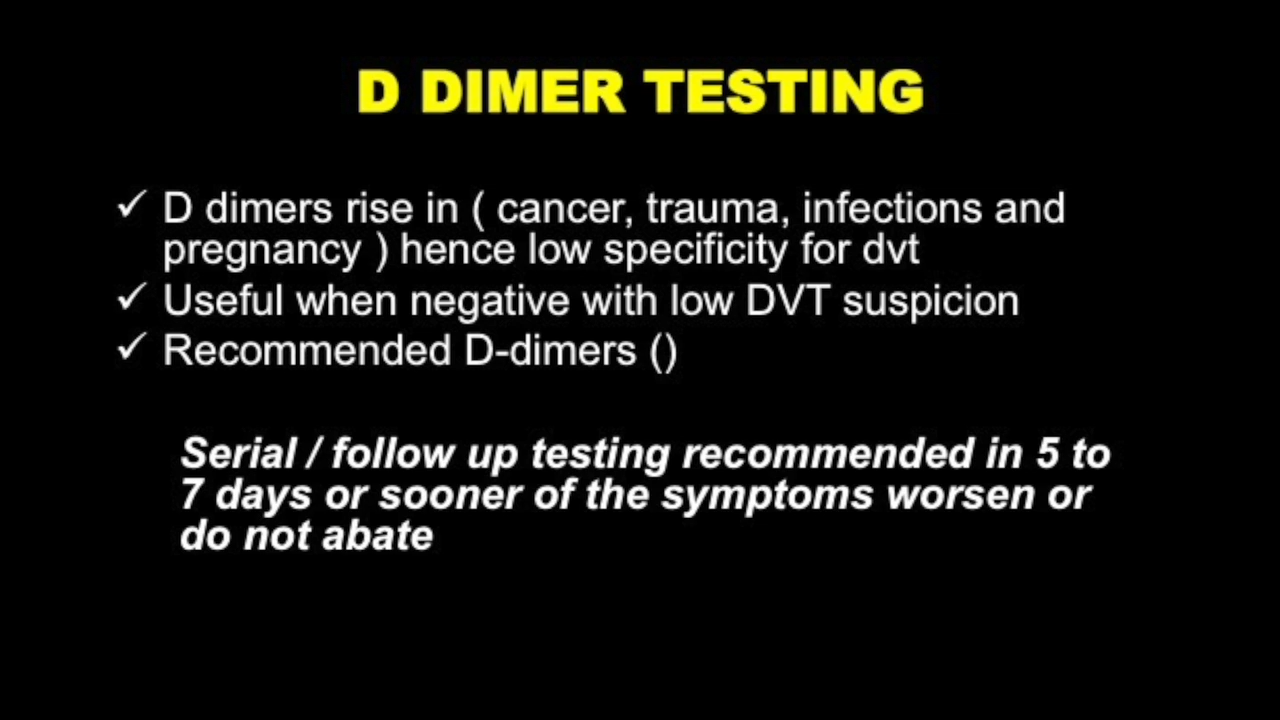 D DIMER TESTING
✓ D dimers rise in ( cancer, trauma, infections and
pregnancy ) hence low specificity for dvt
✓ Useful when negative with low DVT suspicion
✓ Recommended D-dimers ()
Serial / follow up testing recommended in 5 to
7 days or sooner of the symptoms worsen or
do not abate